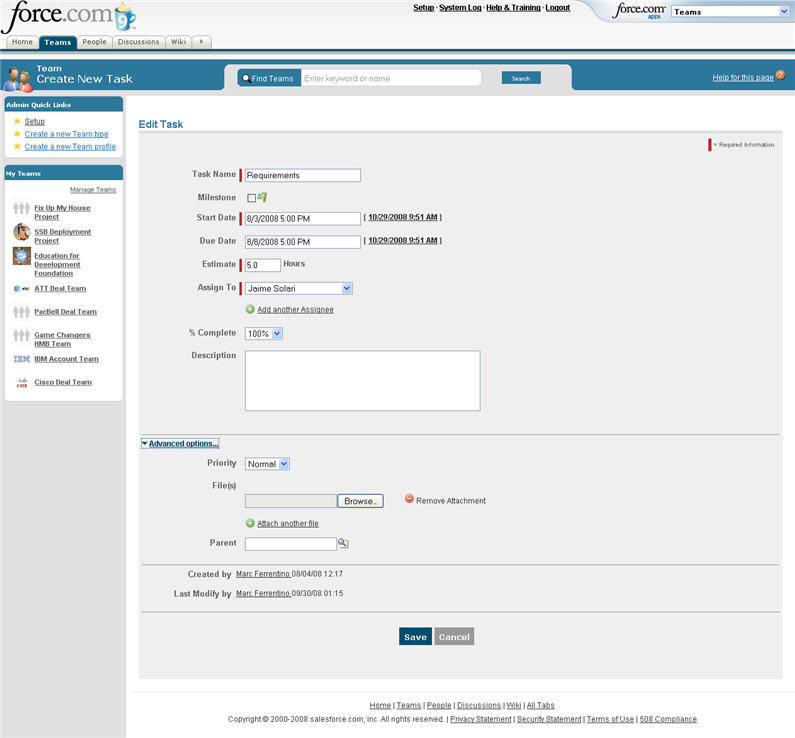 force.com
9
Setup · System Log · Help & Training · Logout
force.com
apps
Teams
Home
Teams
People
Discussions
Wiki
Team
Create New Task
Find Teams
Enter keyword or name
Search
Help for this page
?
Admin Quick Links
Setup
Create a new Team type
Create a new Team profile
My Teams
Manage Teams
Fix Up My House
Project
SSB Deployment
Project
Education for
Development
Foundation
ATT Deal Team
PacBell Deal Team
Game Changers
HMB Team
IBM
IBM Account Team
Cisco Deal Team
Edit Task
= Required Information
Task Name
Requirements
Milestone
Start Date
8/3/2008 5:00 PM
[ 10/29/2008 9:51 AM ]
Due Date
8/8/2008 5:00 PM
[ 10/29/2008 9:51 AM ]
Estimate
5.0
Hours
Assign To
Jaime Solari
Add another Assignee
% Complete
100%
Description
Advanced options...
Priority
Normal
File(s)
Browse...
Remove Attachment
Attach another file
Parent
Created by
Marc Ferrentino 08/04/08 12:17
Last Modify by
Marc Ferrentino 09/30/08 01:15
Save
Cancel
Home | Teams | People | Discussions | Wiki | All Tabs
Copyright © 2000-2008 salesforce.com, inc. All rights reserved. | Privacy Statement | Security Statement | Terms of Use | 508 Compliance